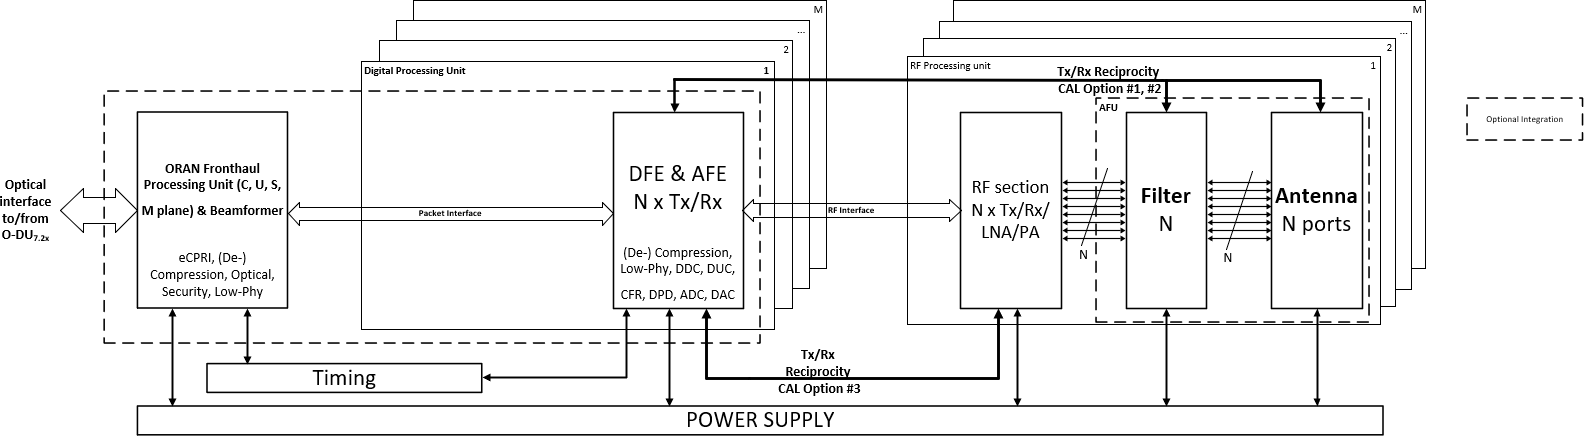 M
...
2
Digital Processing Unit
1
M
...
2
RF Processing unit
1
Tx/Rx Reciprocity
CAL Option #1, #2
AFU
Optional Integration
Optical
interface
to/from
O-DU7.2x
ORAN Fronthaul
Processing Unit (C, U, S,
M plane) & Beamformer
eCPRI, (De-)
Compression, Optical,
Security, Low-Phy
Packet Interface
DFE & AFE
N x Tx/Rx
(De-) Compression,
Low-Phy, DDC, DUC,
CFR, DPD, ADC, DAC
RF Interface
RF section
N x Tx/Rx/
LNA/PA
N
Filter
N
N
Antenna
N ports
Timing
Tx/Rx
Reciprocity
CAL Option #3
POWER SUPPLY